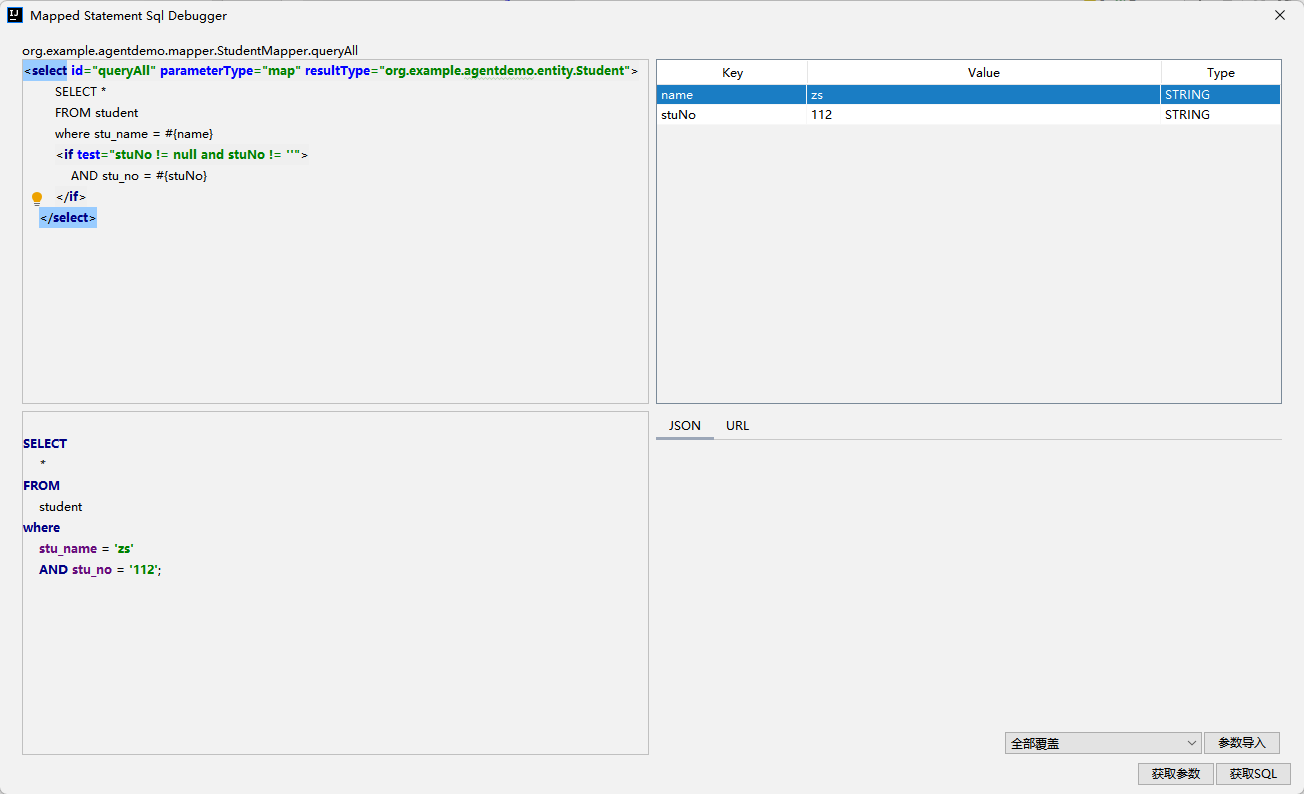 Mapped Statement Sql Debugger
org.example.agentdemo.mapper.StudentMapper.queryAll
<select id="queryAll" parameterType="map" resultType="org.example.agentdemo.entity.Student">
SELECT *
FROM student
where stu_name = #{name}
<if test="stuNo != null and stuNo != ''">
AND stu_no = #{stuNo}
</if>
</select>
Key Value Type
name zs STRING
stuNo 112 STRING
SELECT
*
FROM
student
where
stu_name = 'zs'
AND stu_no = '112';
JSON URL
全部覆盖 参数导入
获取参数 获取SQL